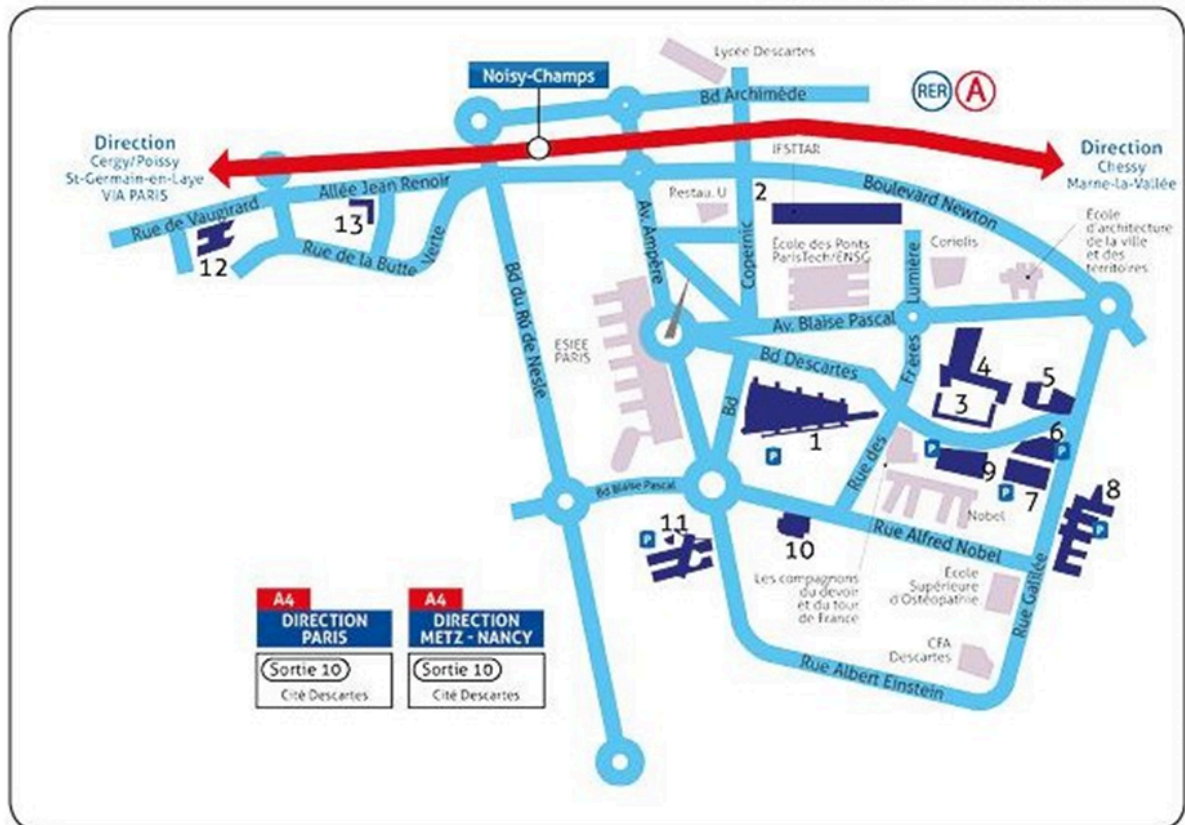 Lycée Descartes
Noisy-Champs
Bd Archimède
RER A
Direction
Cergy/Poissy
St-Germain-en-Laye
VIA PARIS
Direction
Chessy
Marne-la-Vallée
IFSTTAR
Allée Jean Renoir
Rue de Vaugirard
Boulevard Newton
Restau. U
2
13
12
Rue de la Butte Verte
Av. Ampère
Copernic
École des Ponts
ParisTech/ENSG
Lumière
Coriolis
École
d'architecture
de la ville
et des
territoires
Bd du Rû de Nesle
Av. Blaise Pascal
ESIEE
PARIS
Bd Descartes
Frères
4
5
3
Bd
1
6
P
P
P
9
7
P
8
P
Rue des
Bd Blaise Pascal
Nobel
11
P
10
Rue Alfred Nobel
Les compagnons
du devoir
et du tour
de France
École
Supérieure
d'Ostéopathie
Rue Galilée
CFA
Descartes
Rue Albert Einstein
A4
DIRECTION
PARIS
Sortie 10
Cité Descartes
A4
DIRECTION
METZ - NANCY
Sortie 10
Cité Descartes